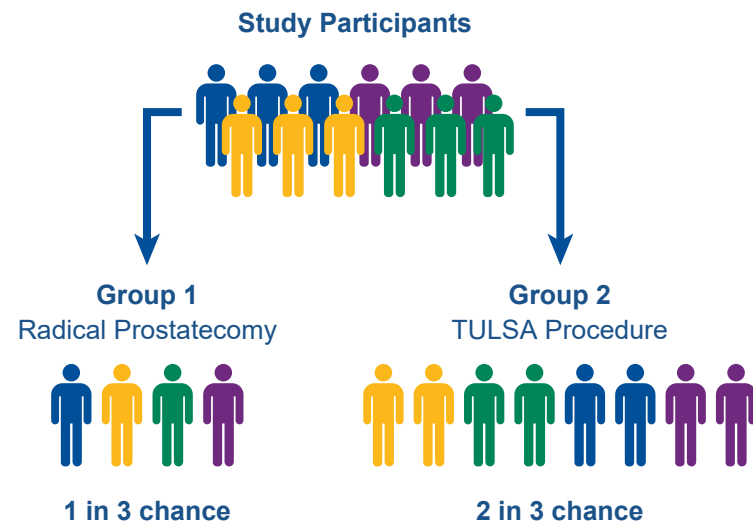 Study Participants
Group 1
Radical Prostatecomy
1 in 3 chance
Group 2
TULSA Procedure
2 in 3 chance